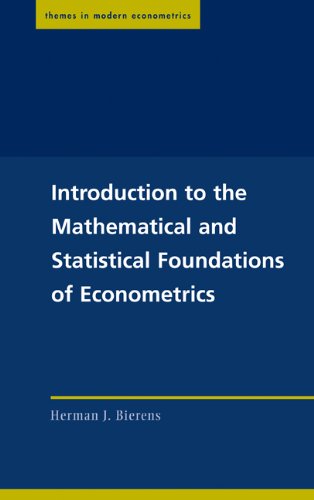 themes in modern econometrics
Introduction to the
Mathematical and
Statistical Foundations
of Econometrics
Herman J. Bierens